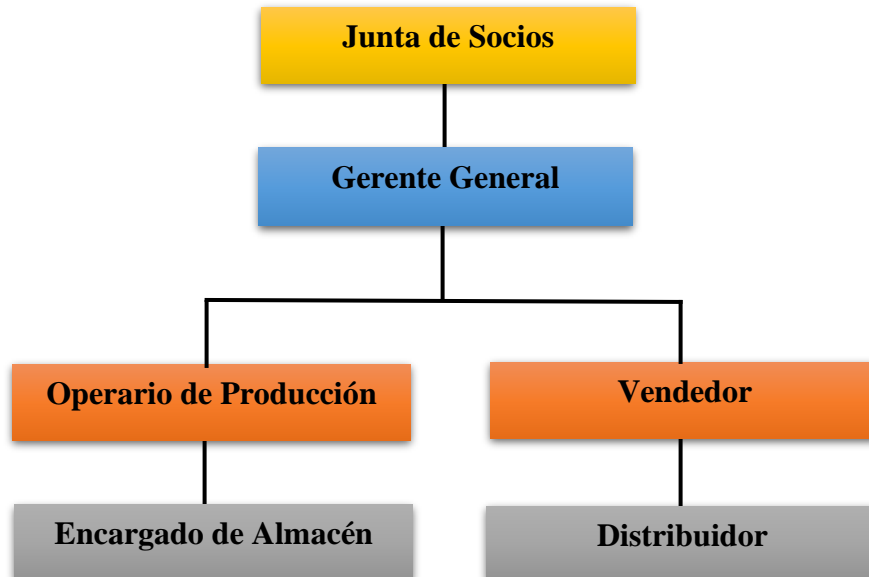 Junta de Socios
Gerente General
Operario de Producción
Vendedor
Encargado de Almacén
Distribuidor